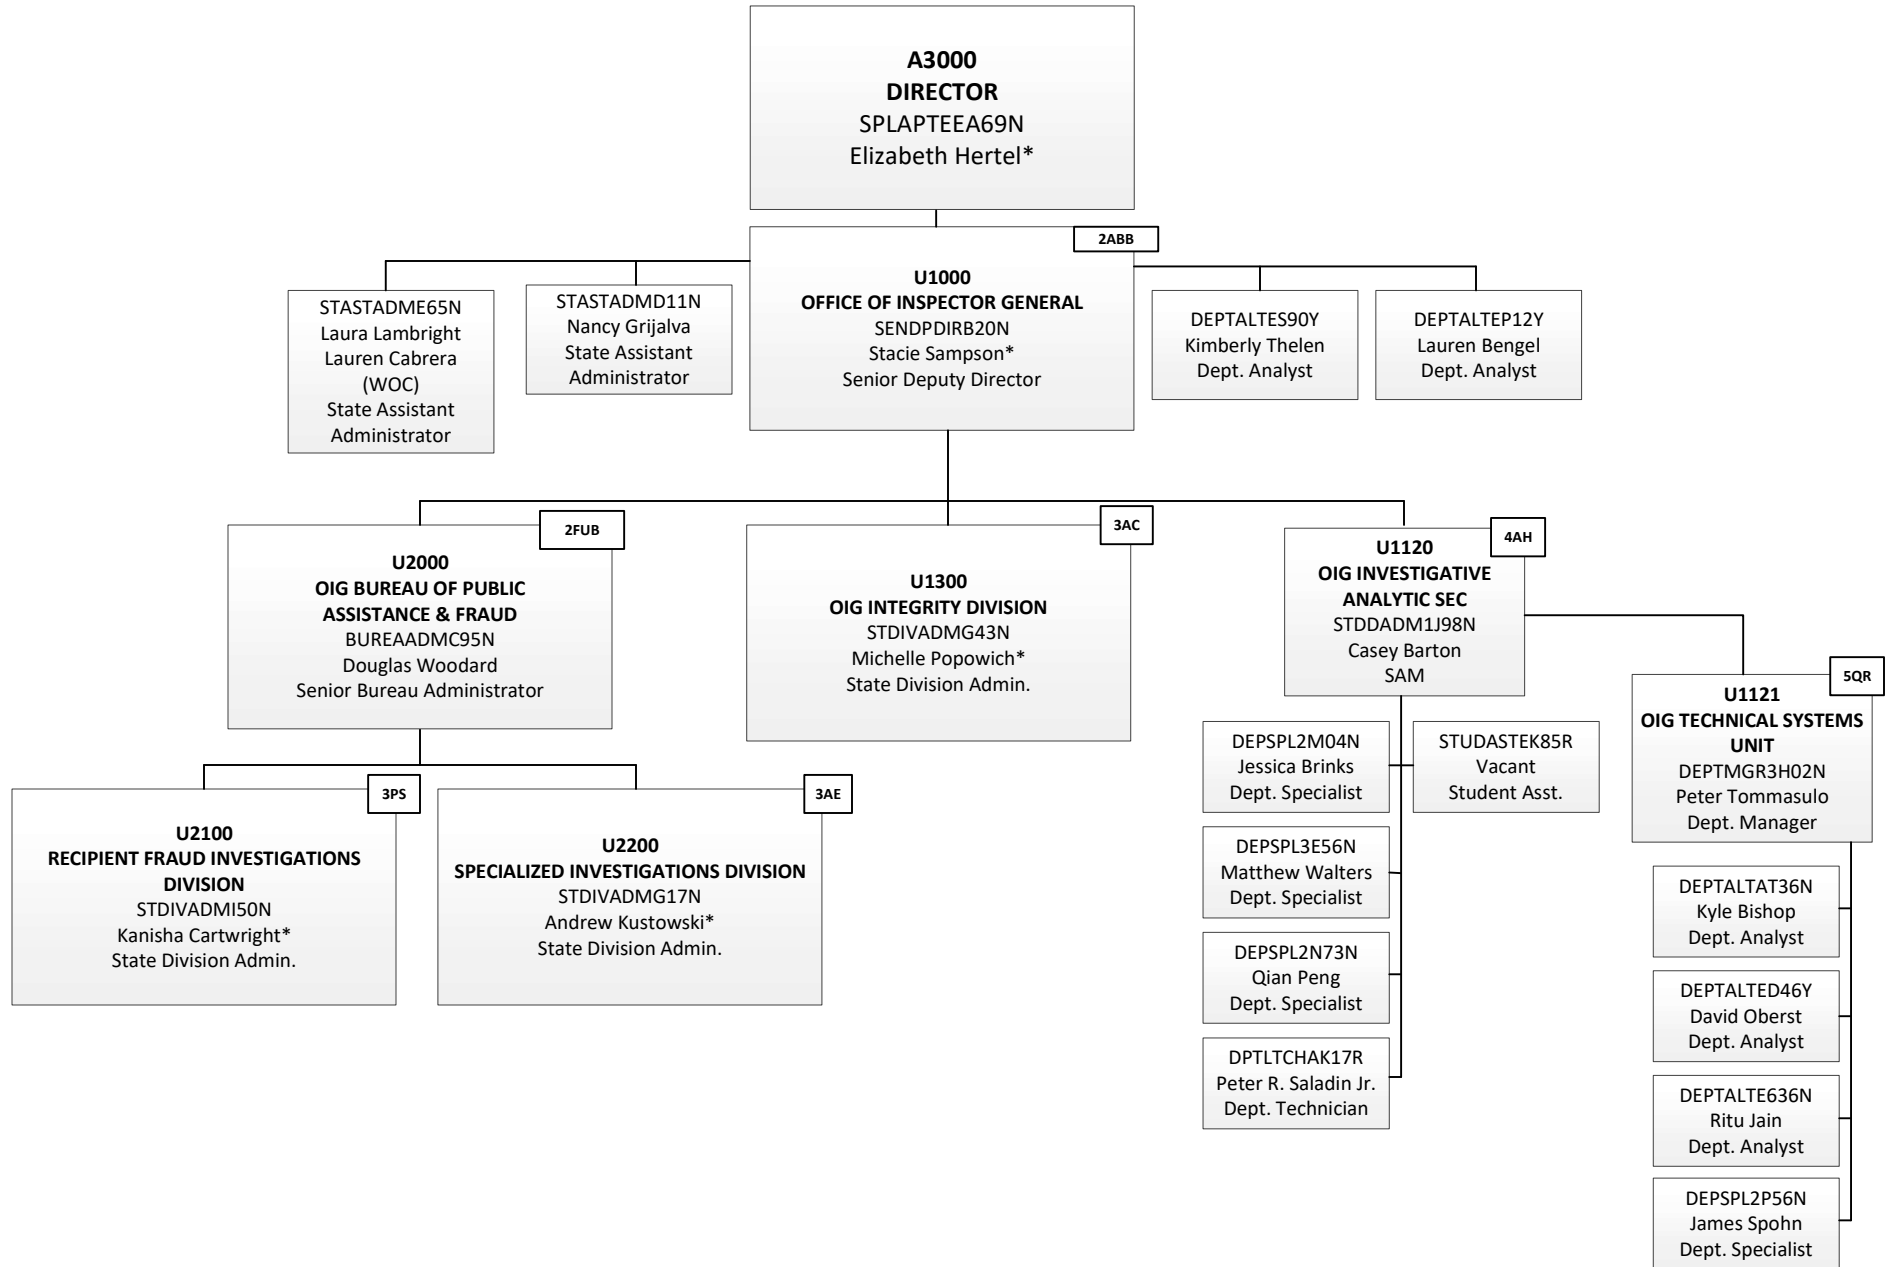 A3000
DIRECTOR
SPLAPTEEA69N
Elizabeth Hertel*
2ABB
U1000
OFFICE OF INSPECTOR GENERAL
SENDPDIRB20N
Stacie Sampson*
Senior Deputy Director
STASTADME65N
Laura Lambright
Lauren Cabrera
(WOC)
State Assistant
Administrator
STASTADMD11N
Nancy Grijalva
State Assistant
Administrator
DEPTALTES90Y
Kimberly Thelen
Dept. Analyst
DEPTALTEP12Y
Lauren Bengel
Dept. Analyst
2FUB
U2000
OIG BUREAU OF PUBLIC
ASSISTANCE & FRAUD
BUREAADMC95N
Douglas Woodard
Senior Bureau Administrator
3AC
U1300
OIG INTEGRITY DIVISION
STDIVADMG43N
Michelle Popowich*
State Division Admin.
4AH
U1120
OIG INVESTIGATIVE
ANALYTIC SEC
STDDADM1J98N
Casey Barton
SAM
5QR
U1121
OIG TECHNICAL SYSTEMS
UNIT
DEPTMGR3H02N
Peter Tommasulo
Dept. Manager
3PS
U2100
RECIPIENT FRAUD INVESTIGATIONS
DIVISION
STDIVADMI50N
Kanisha Cartwright*
State Division Admin.
3AE
U2200
SPECIALIZED INVESTIGATIONS DIVISION
STDIVADMG17N
Andrew Kustowski*
State Division Admin.
DEPSPL2M04N
Jessica Brinks
Dept. Specialist
STUDASTEK85R
Vacant
Student Asst.
DEPSPL3E56N
Matthew Walters
Dept. Specialist
DEPSPL2N73N
Qian Peng
Dept. Specialist
DPTLTCHAK17R
Peter R. Saladin Jr.
Dept. Technician
DEPTALTAT36N
Kyle Bishop
Dept. Analyst
DEPTALTED46Y
David Oberst
Dept. Analyst
DEPTALTE636N
Ritu Jain
Dept. Analyst
DEPSPL2P56N
James Spohn
Dept. Specialist